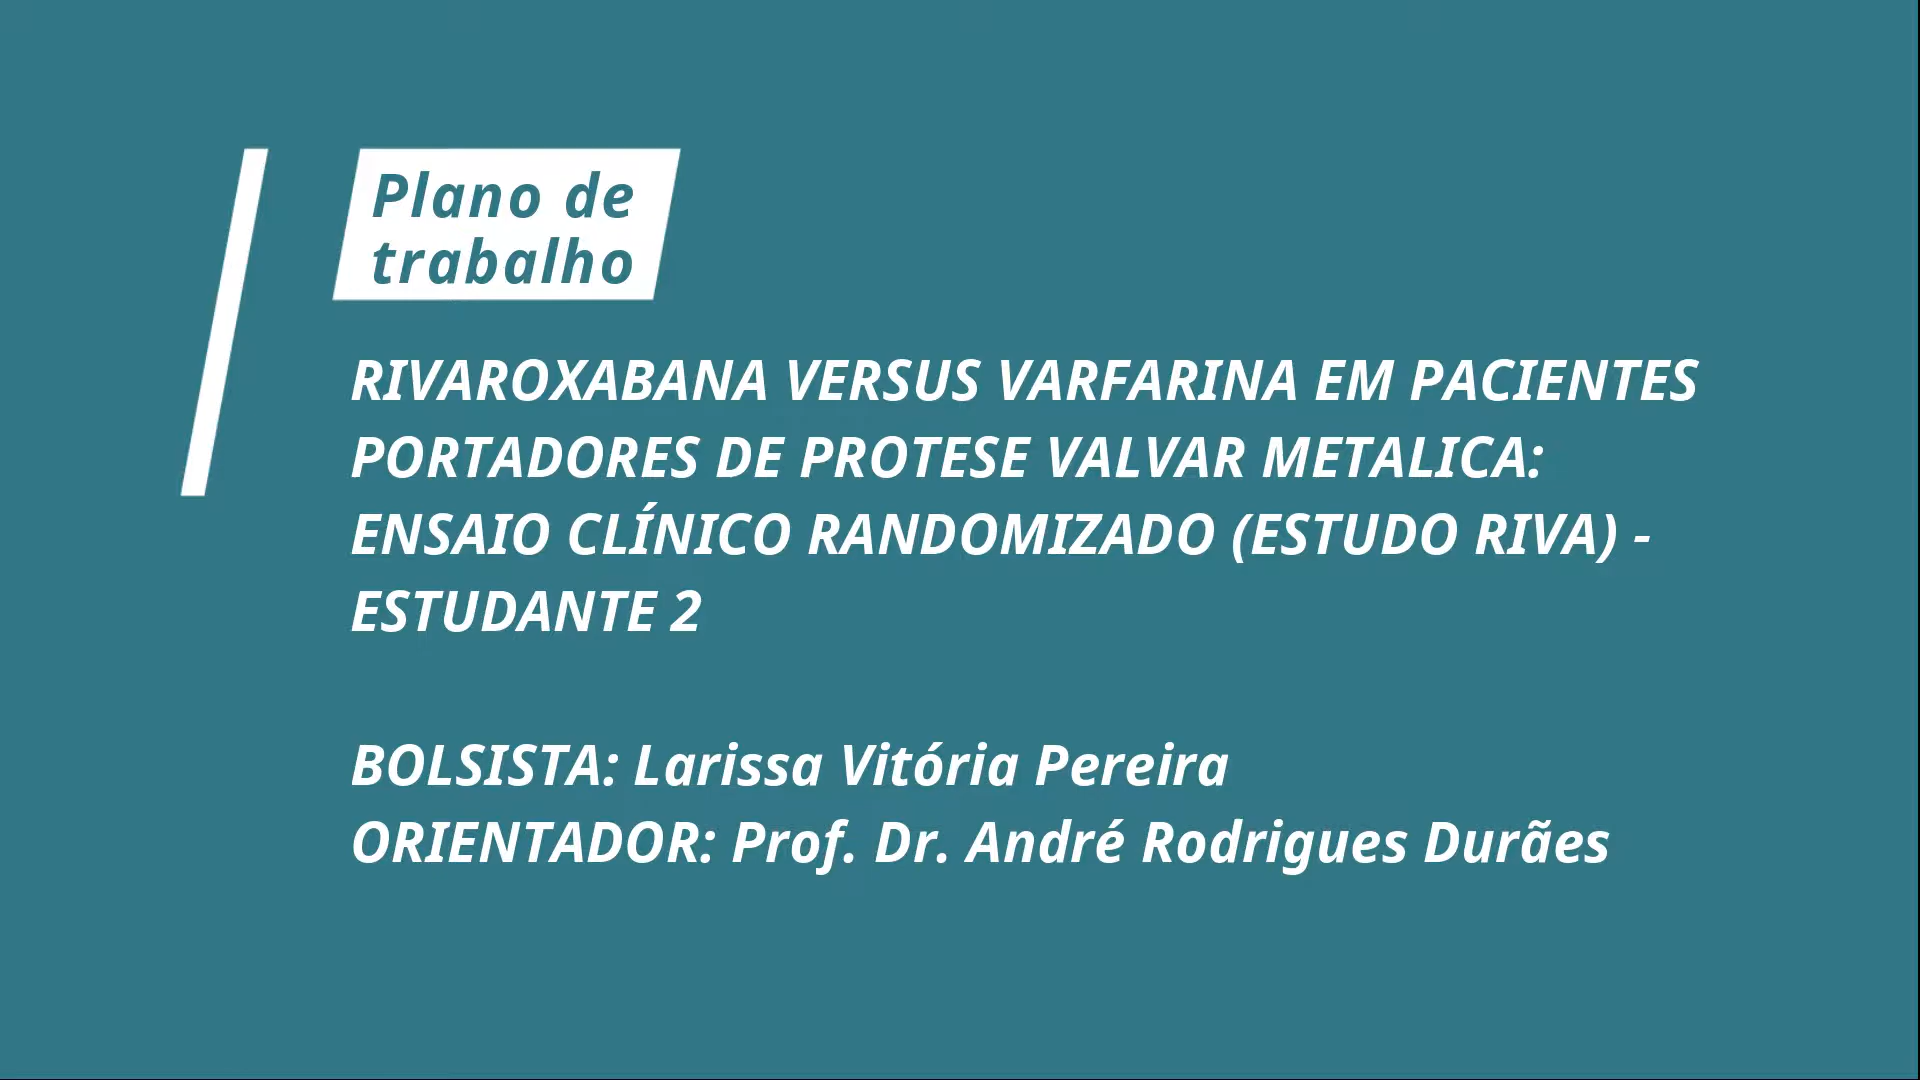 Plano de
trabalho
RIVAROXABANA VERSUS VARFARINA EM PACIENTES
PORTADORES DE PROTESE VALVAR METALICA:
ENSAIO CLÍNICO RANDOMIZADO (ESTUDO RIVA) -
ESTUDANTE 2
BOLSISTA: Larissa Vitória Pereira
ORIENTADOR: Prof. Dr. André Rodrigues Durães